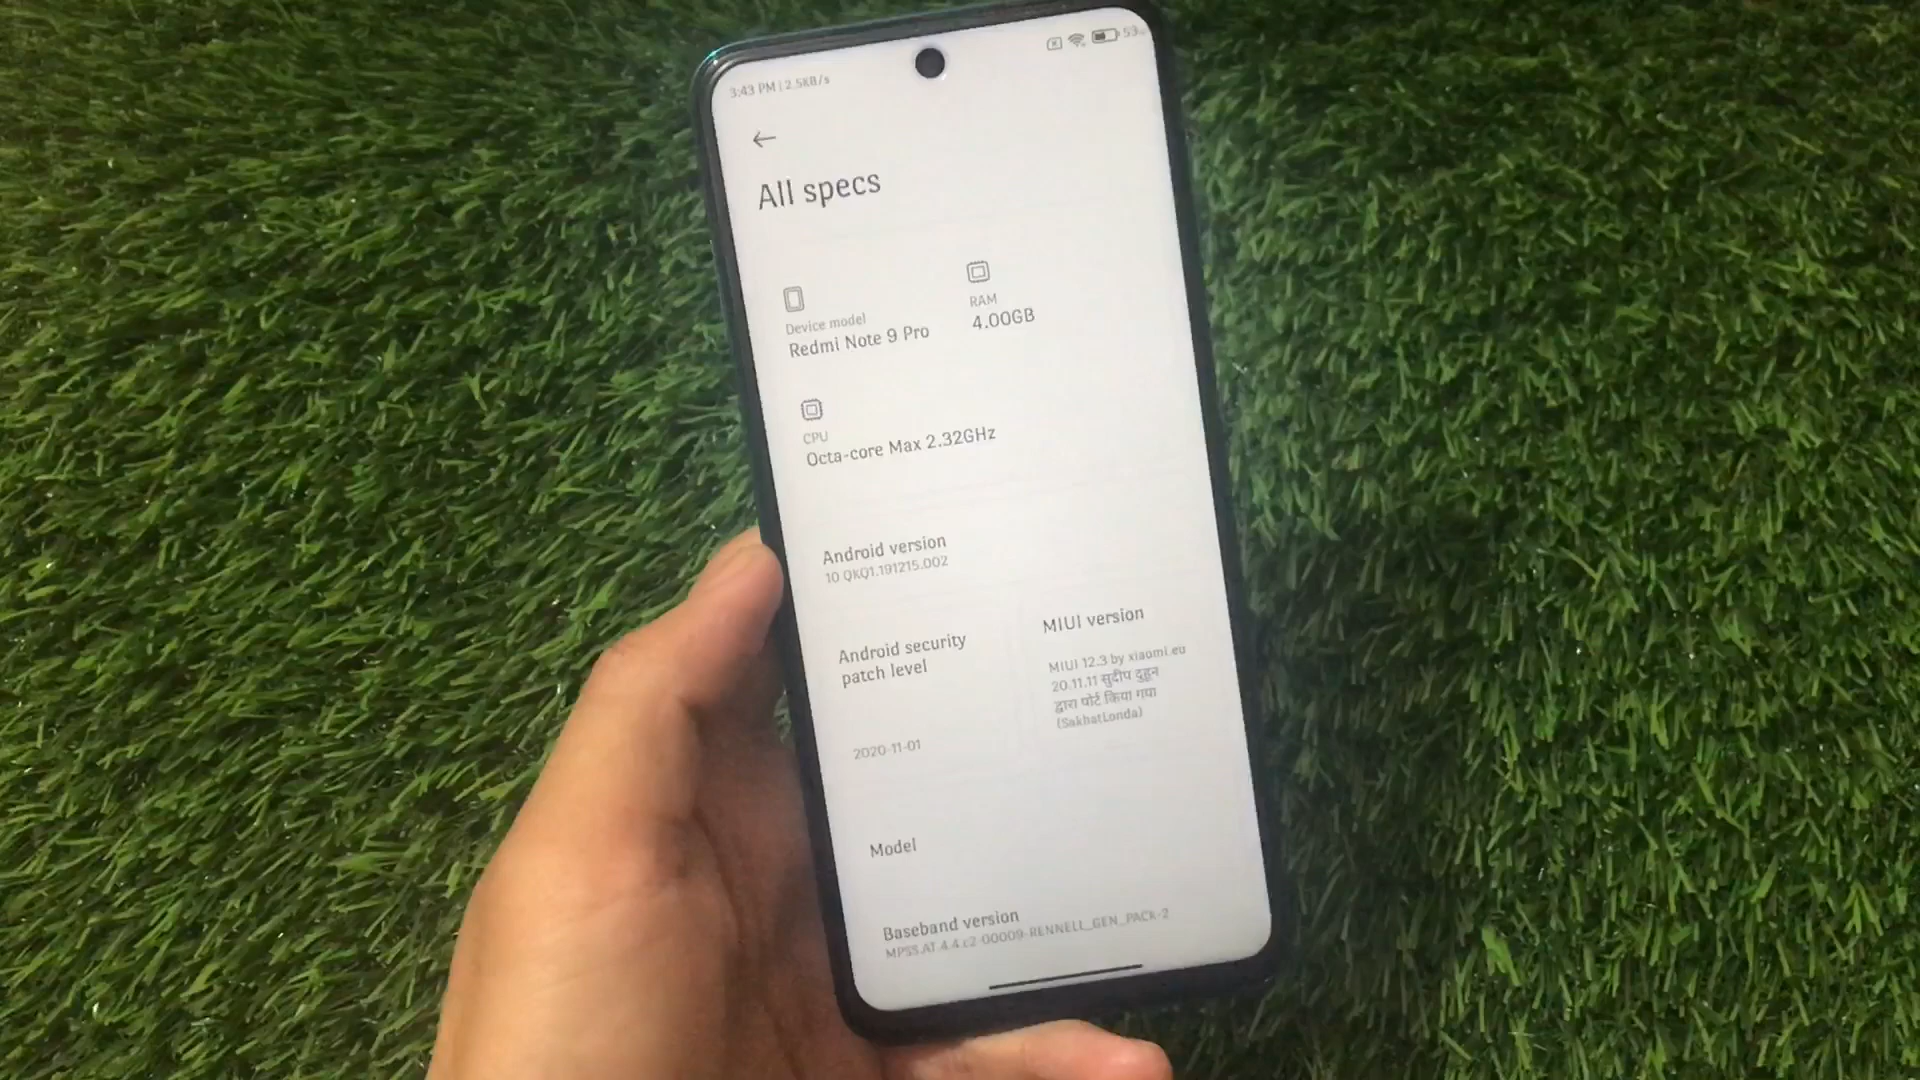 3:43 PM | 2.5KB/s
53
All specs
Device model
Redmi Note 9 Pro
RAM
4.00GB
CPU
Octa-core Max 2.32GHz
Android version
10 QKQ1.191215.002
Android security
patch level
2020-11-01
MIUI version
MIUI 12.3 by xiaomi.eu
20.11.11 सुदीप दुहून
द्वारा पोर्ट किया गया
(SakhatLonda)
Model
Baseband version
MPSS.AT.4.4.c2-00009-RENNELL_GEN_PACK-2